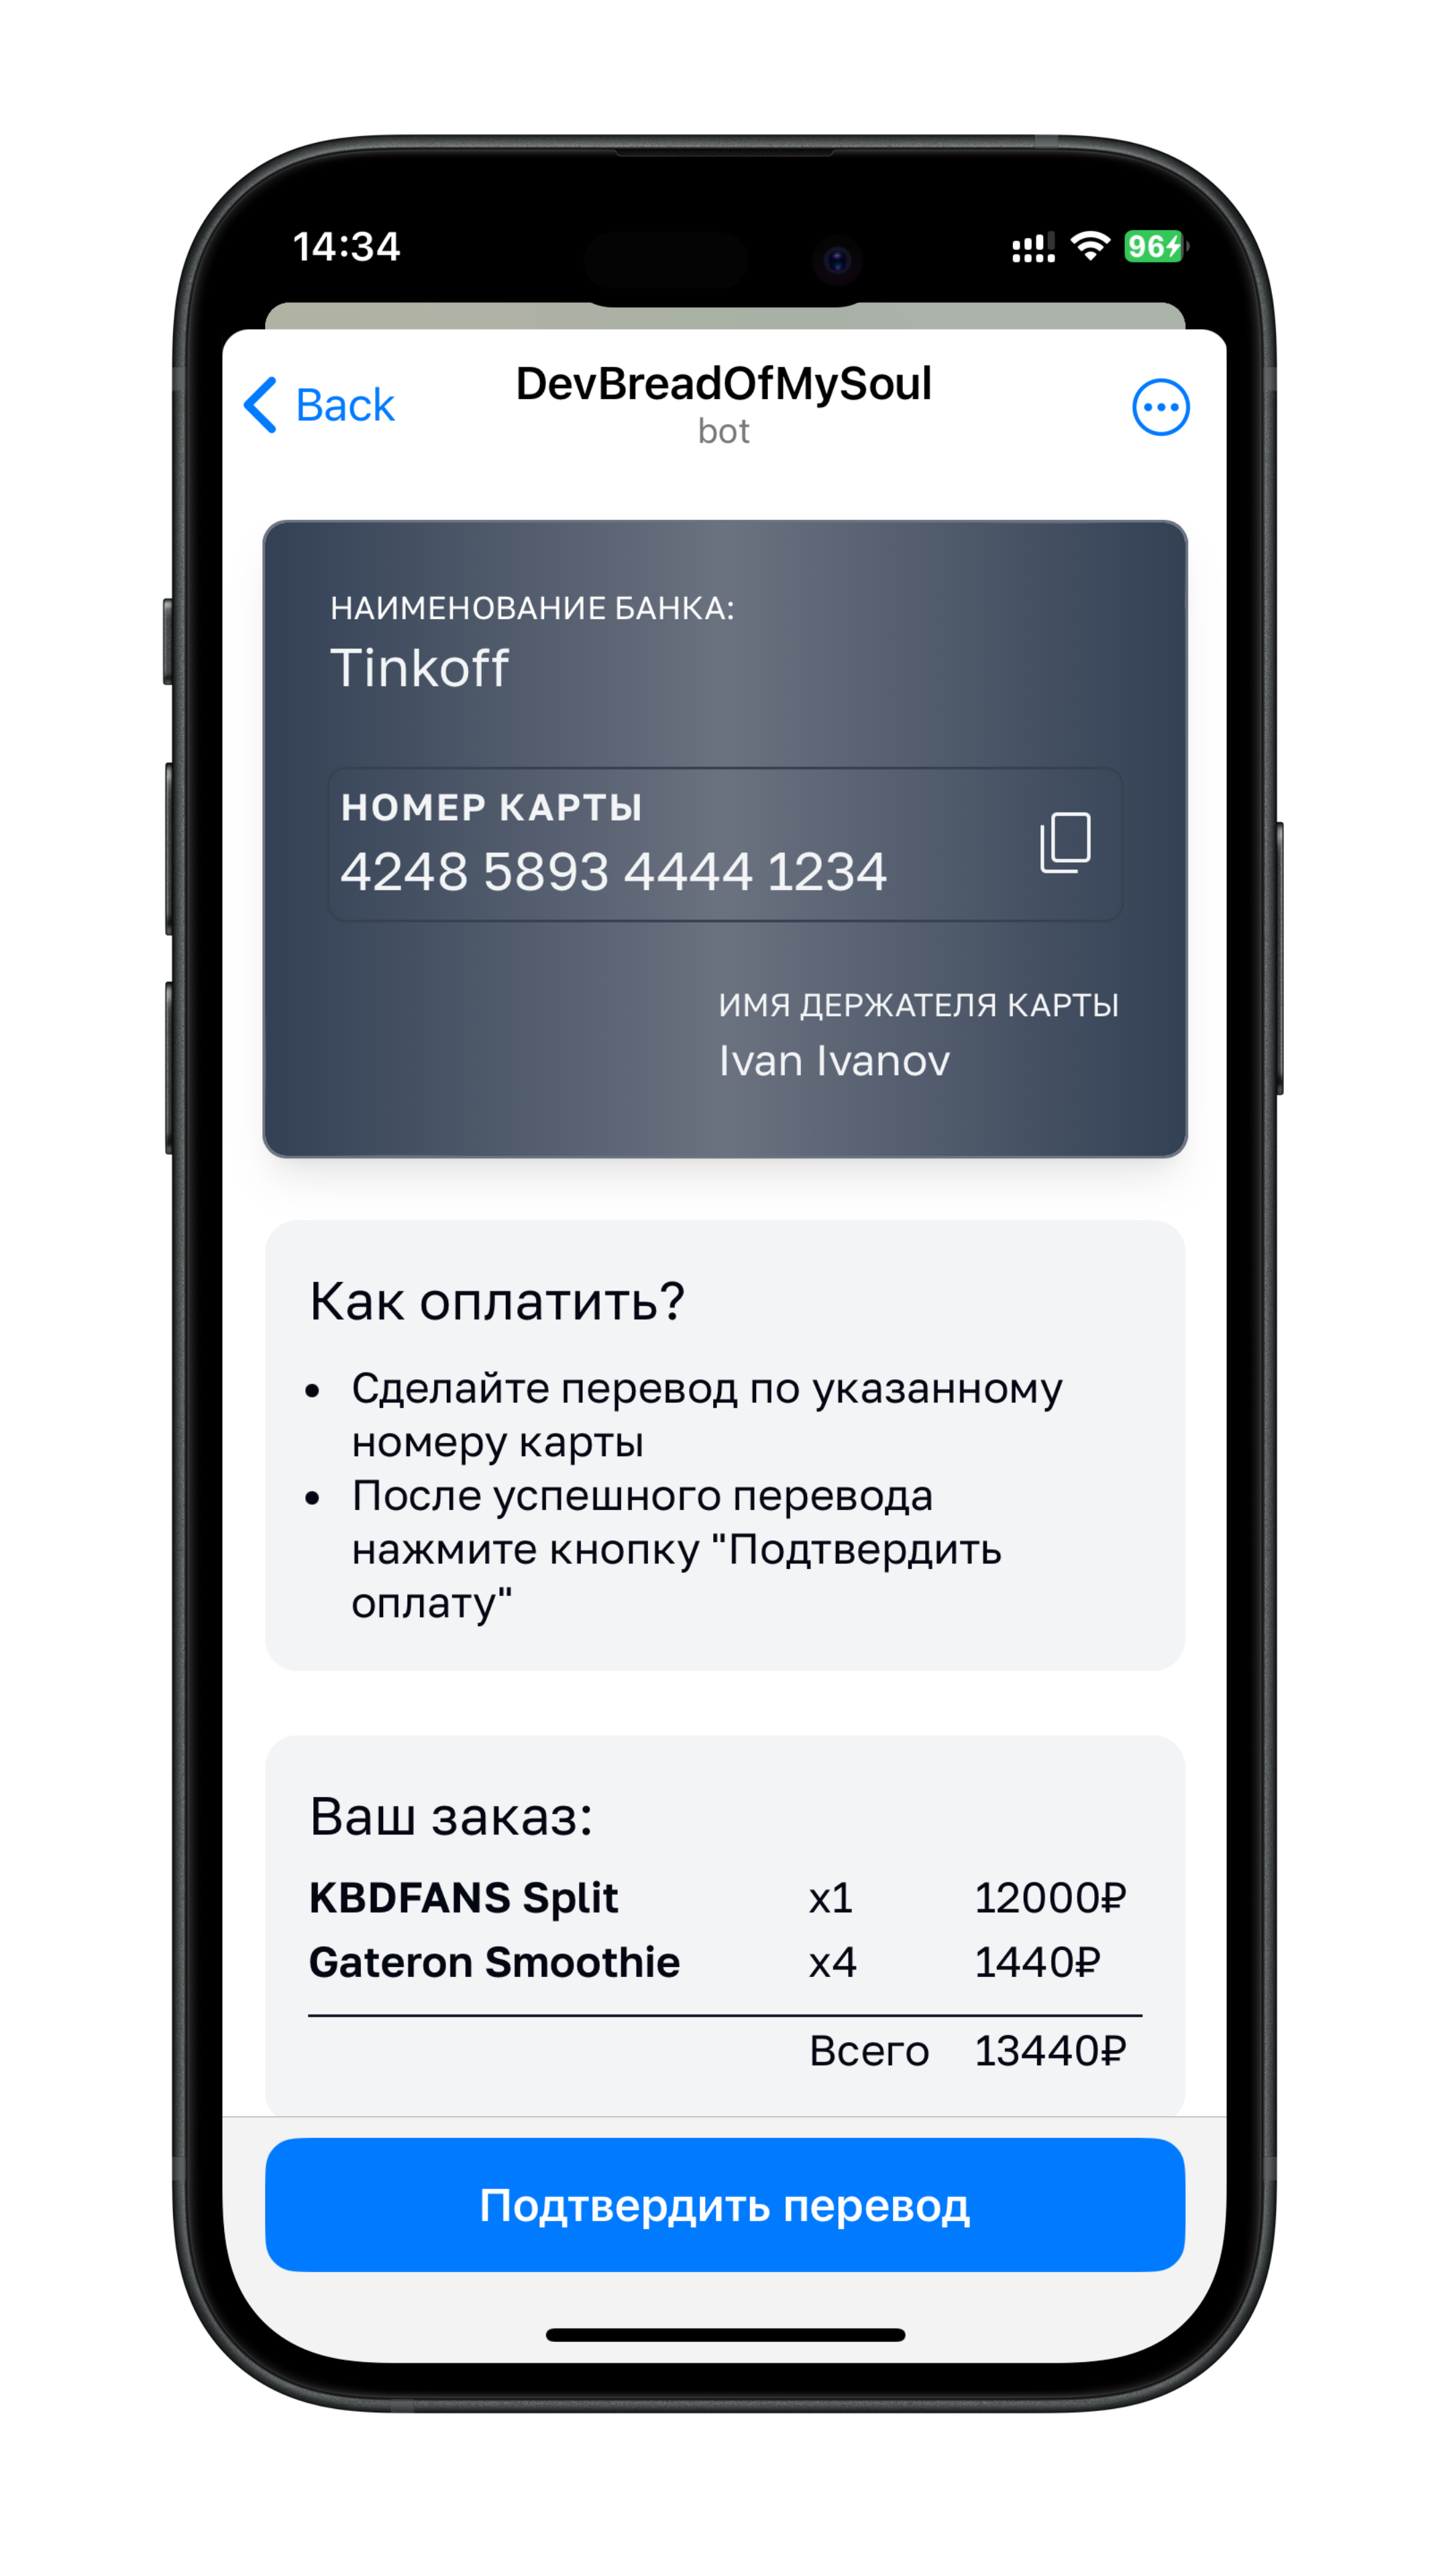 14:34
96
Back
DevBreadOfMySoul
bot
НАИМЕНОВАНИЕ БАНКА:
Tinkoff
НОМЕР КАРТЫ
4248 5893 4444 1234
ИМЯ ДЕРЖАТЕЛЯ КАРТЫ
Ivan Ivanov
Как оплатить?
• Сделайте перевод по указанному
номеру карты
• После успешного перевода
нажмите кнопку "Подтвердить
оплату"
Ваш заказ:
KBDFANS Split x1 12000₽
Gateron Smoothie x4 1440₽
Всего 13440₽
Подтвердить перевод